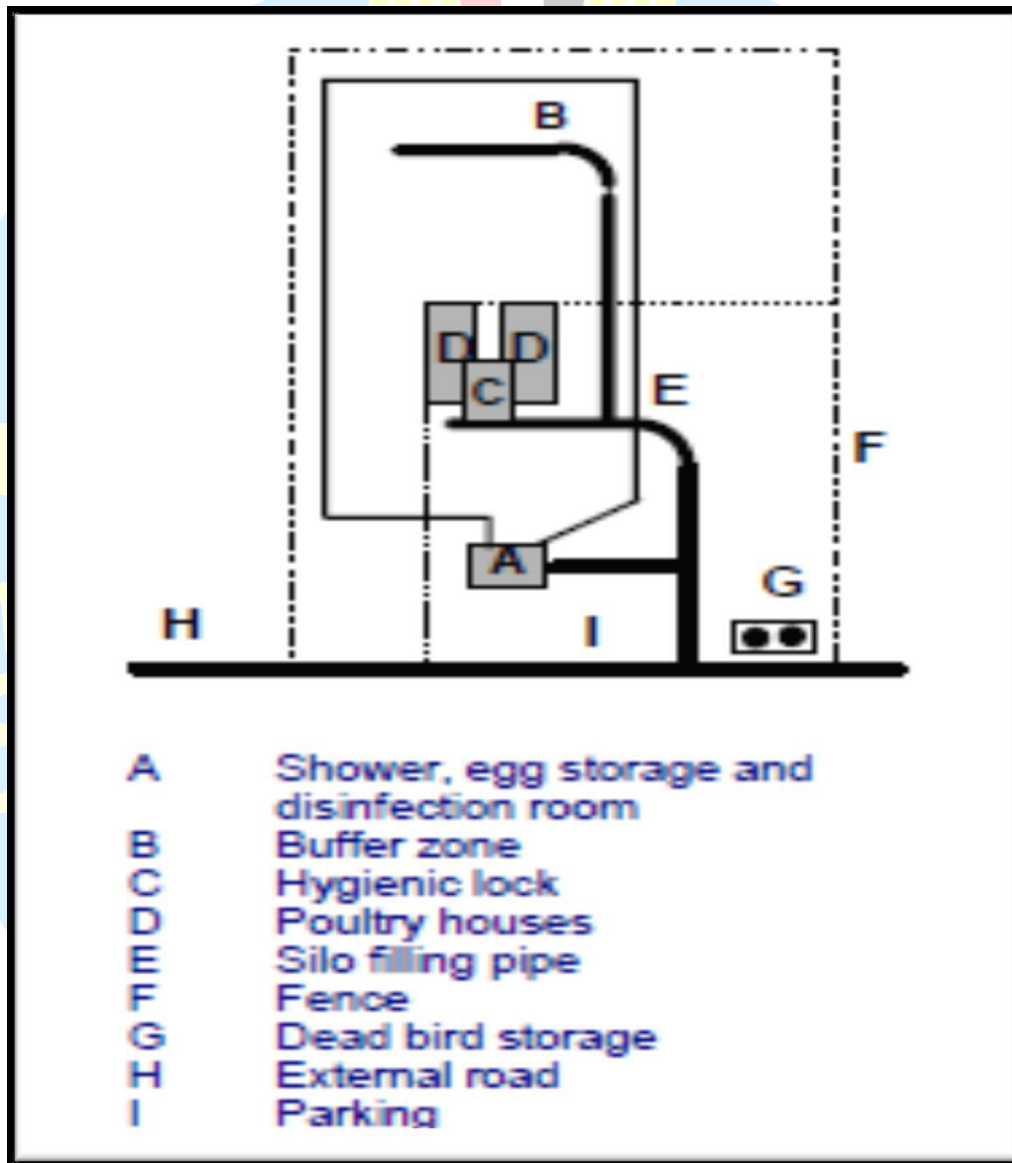 B
D D
C
E
F
A
G
H
I
A Shower, egg storage and
disinfection room
B Buffer zone
C Hygienic lock
D Poultry houses
E Silo filling pipe
F Fence
G Dead bird storage
H External road
I Parking